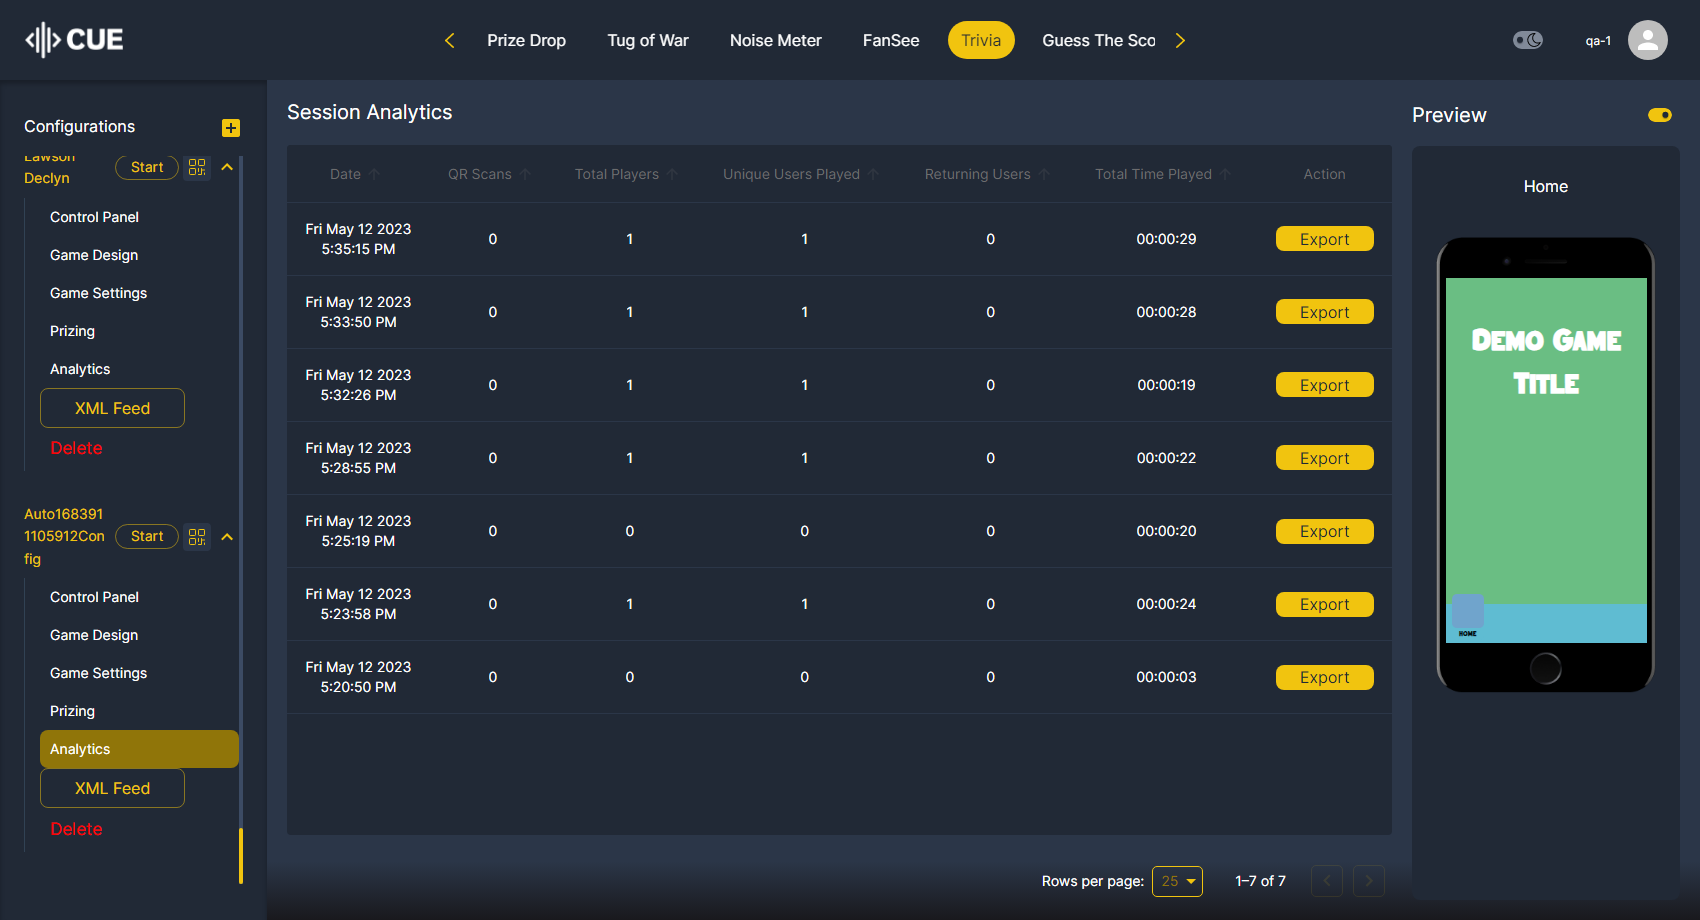 CUE
Prize Drop
Tug of War
Noise Meter
FanSee
Trivia
Guess The Sco
qa-1
Configurations
Lawson
Declyn
Start
Control Panel
Game Design
Game Settings
Prizing
Analytics
XML Feed
Delete
Auto168391
1105912Con
fig
Start
Control Panel
Game Design
Game Settings
Prizing
Analytics
XML Feed
Delete
Session Analytics
Date QR Scans Total Players Unique Users Played Returning Users Total Time Played Action
Fri May 12 2023
5:35:15 PM 0 1 1 0 00:00:29 Export
Fri May 12 2023
5:33:50 PM 0 1 1 0 00:00:28 Export
Fri May 12 2023
5:32:26 PM 0 1 1 0 00:00:19 Export
Fri May 12 2023
5:28:55 PM 0 1 1 0 00:00:22 Export
Fri May 12 2023
5:25:19 PM 0 0 0 0 00:00:20 Export
Fri May 12 2023
5:23:58 PM 0 1 1 0 00:00:24 Export
Fri May 12 2023
5:20:50 PM 0 0 0 0 00:00:03 Export
Rows per page: 25 1–7 of 7
Preview
Home
Demo Game
Title
HOME